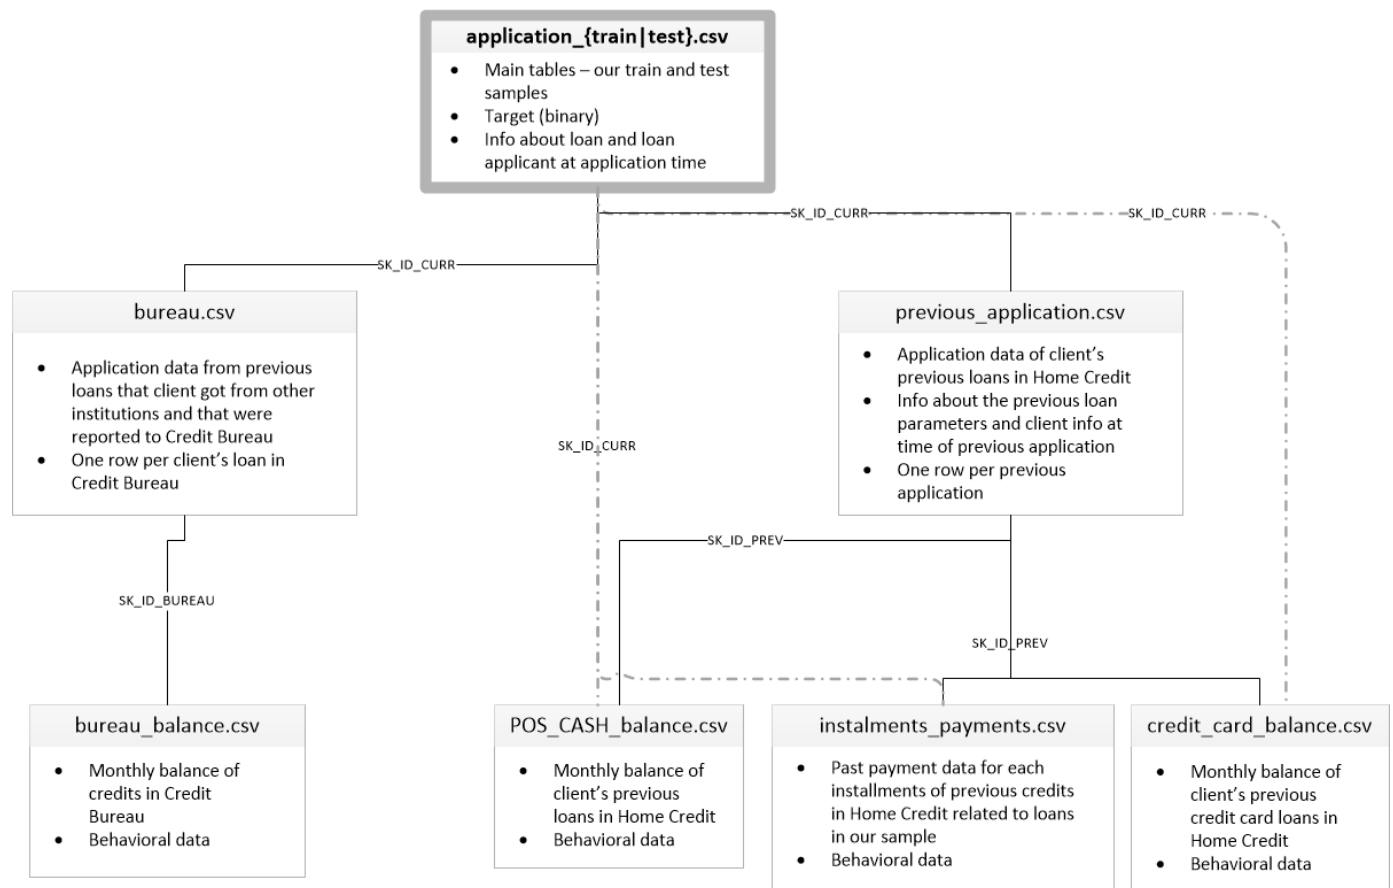 application_{train|test}.csv
• Main tables – our train and test
samples
• Target (binary)
• Info about loan and loan
applicant at application time
SK_ID_CURR
SK_ID_CURR
SK_ID_CURR
bureau.csv
• Application data from previous
loans that client got from other
institutions and that were
reported to Credit Bureau
• One row per client's loan in
Credit Bureau
previous_application.csv
• Application data of client's
previous loans in Home Credit
• Info about the previous loan
parameters and client info at
time of previous application
• One row per previous
application
SK_ID_CURR
SK_ID_PREV
SK_ID_BUREAU
SK_ID_PREV
bureau_balance.csv
• Monthly balance of
credits in Credit
Bureau
• Behavioral data
POS_CASH_balance.csv
• Monthly balance of
client's previous
loans in Home Credit
• Behavioral data
instalments_payments.csv
• Past payment data for each
installments of previous credits
in Home Credit related to loans
in our sample
• Behavioral data
credit_card_balance.csv
• Monthly balance of
client's previous
credit card loans in
Home Credit
• Behavioral data